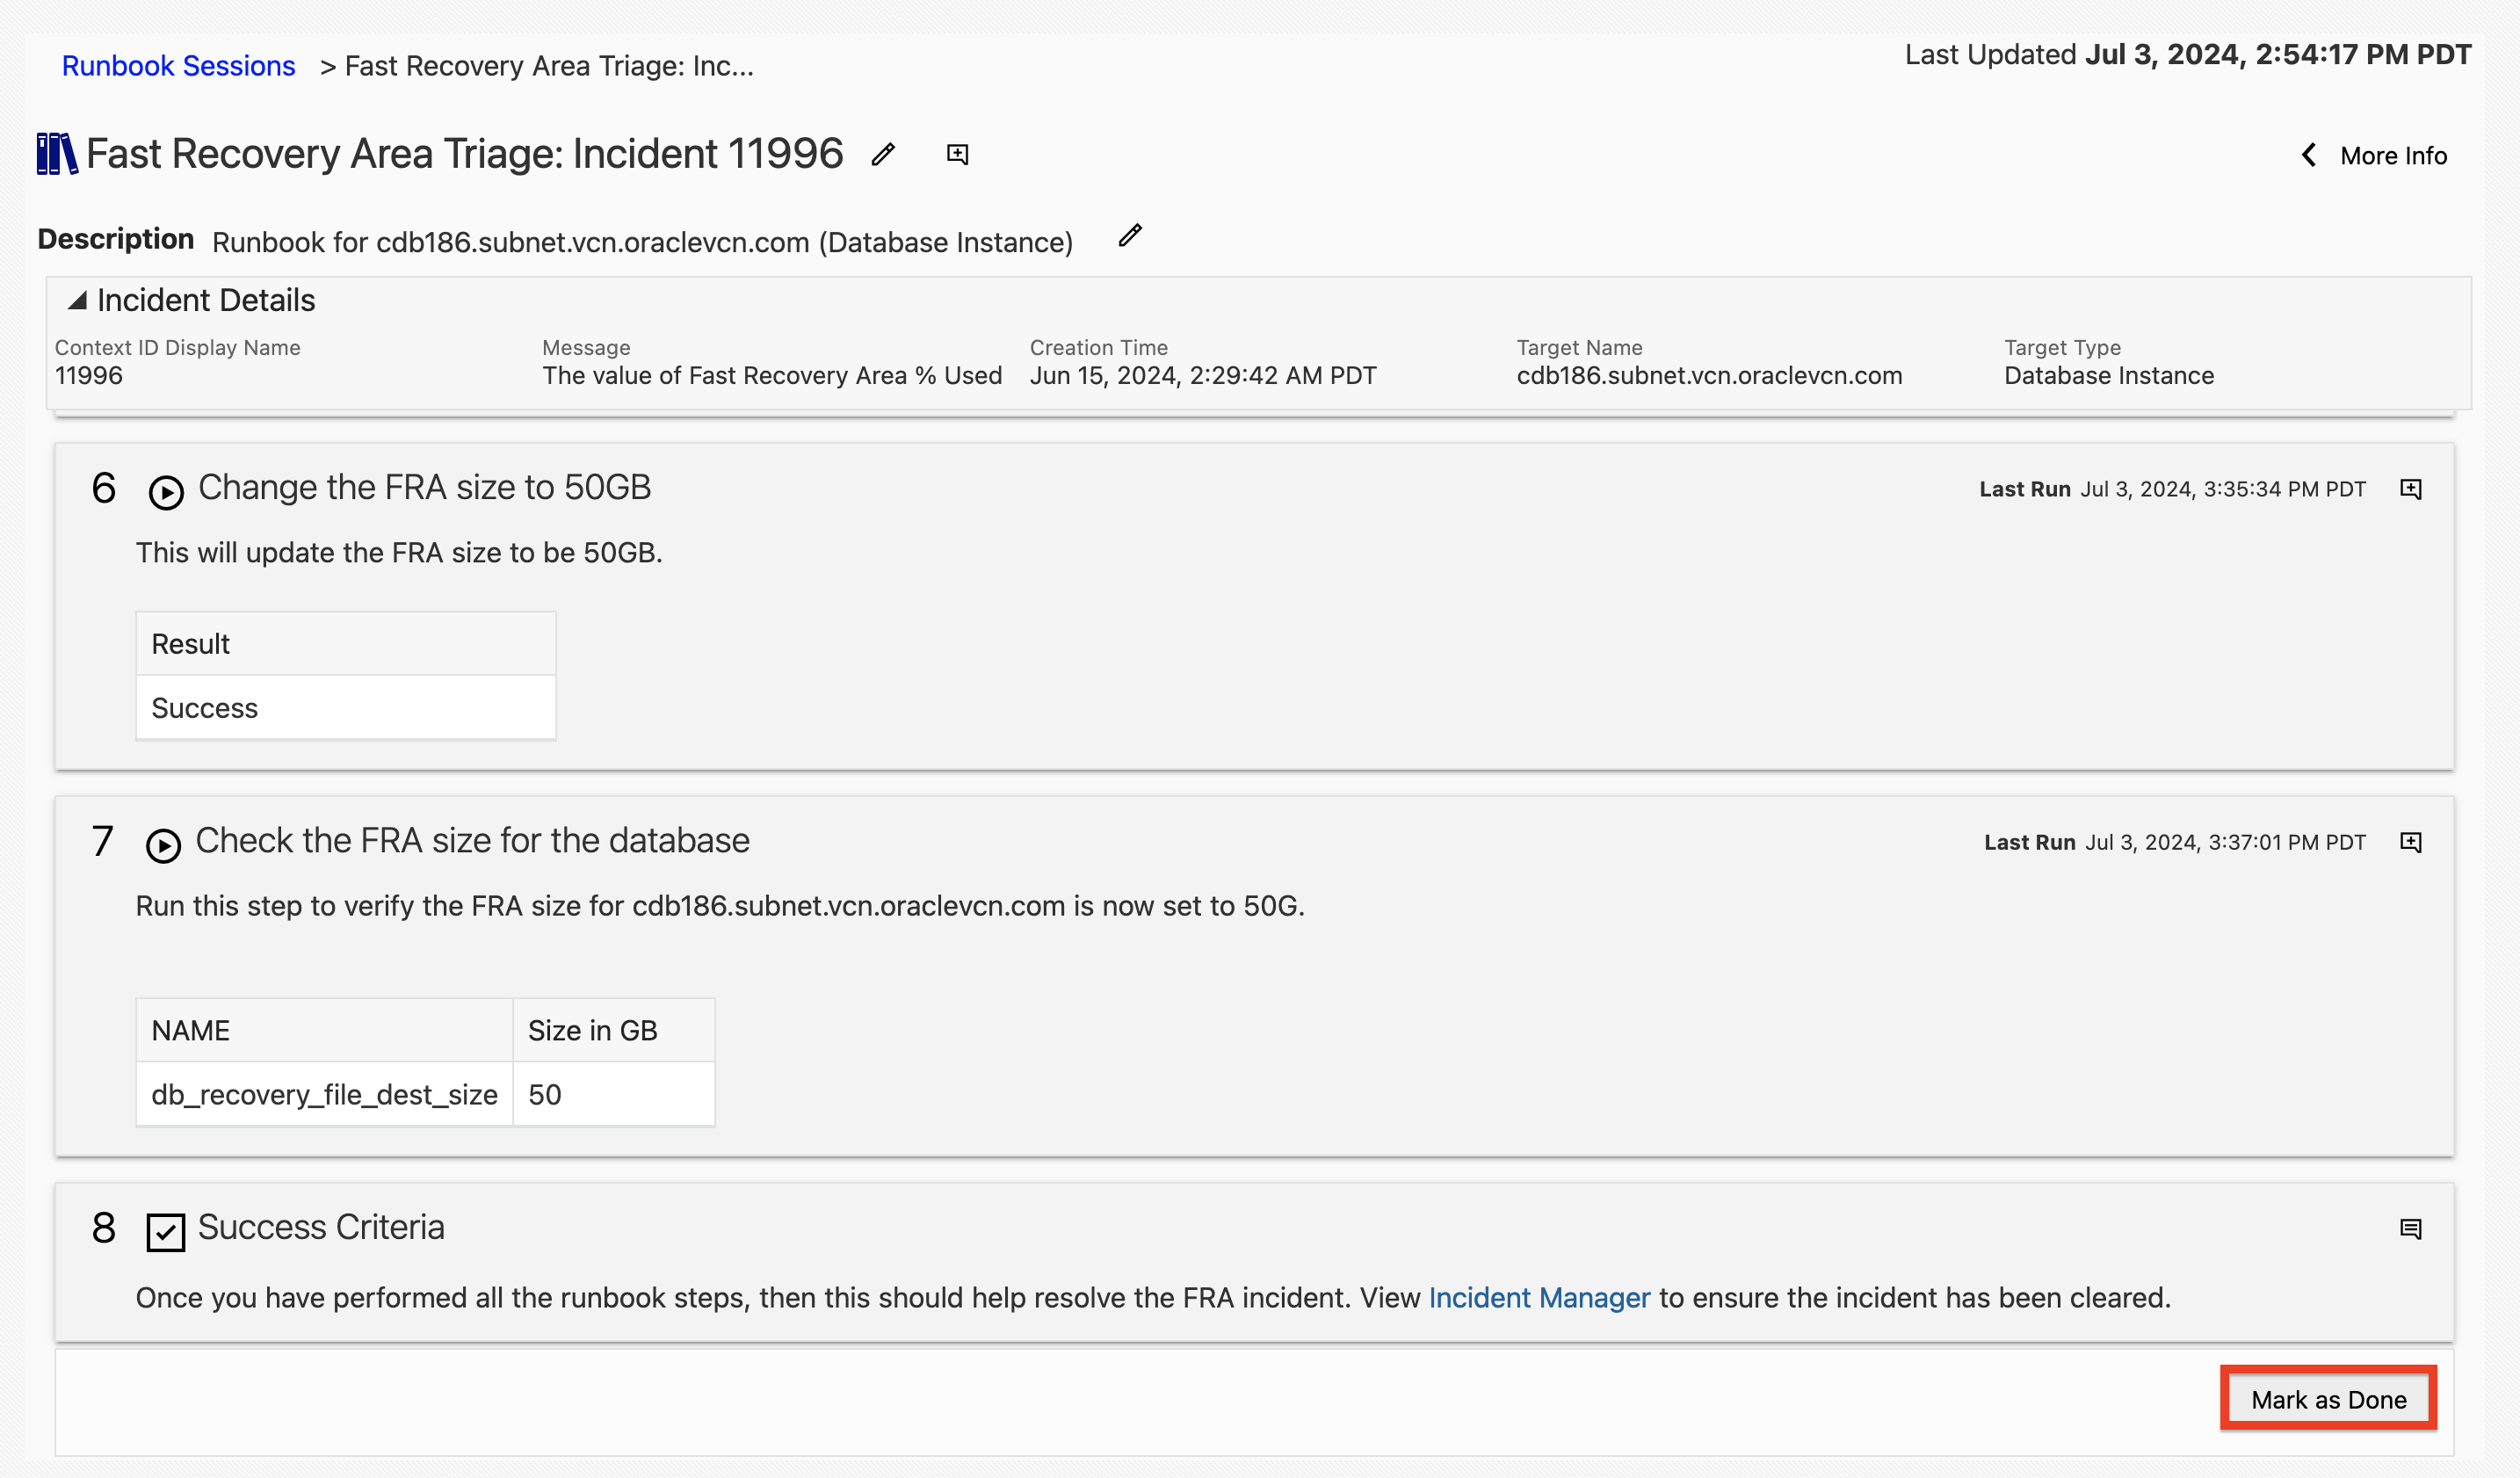 Runbook Sessions > Fast Recovery Area Triage: Inc...
Last Updated Jul 3, 2024, 2:54:17 PM PDT
Fast Recovery Area Triage: Incident 11996
More Info
Description Runbook for cdb186.subnet.vcn.oraclevcn.com (Database Instance)
Incident Details
Context ID Display Name
11996
Message
The value of Fast Recovery Area % Used
Creation Time
Jun 15, 2024, 2:29:42 AM PDT
Target Name
cdb186.subnet.vcn.oraclevcn.com
Target Type
Database Instance
6 Change the FRA size to 50GB
Last Run Jul 3, 2024, 3:35:34 PM PDT
This will update the FRA size to be 50GB.
Result
Success
7 Check the FRA size for the database
Last Run Jul 3, 2024, 3:37:01 PM PDT
Run this step to verify the FRA size for cdb186.subnet.vcn.oraclevcn.com is now set to 50G.
NAME Size in GB
db_recovery_file_dest_size 50
8 Success Criteria
Once you have performed all the runbook steps, then this should help resolve the FRA incident. View Incident Manager to ensure the incident has been cleared.
Mark as Done